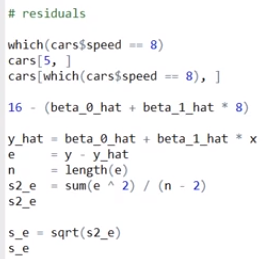 # residuals
which(cars$speed == 8)
cars[5, ]
cars[which(cars$speed == 8), ]
16 - (beta_0_hat + beta_1_hat * 8)
y_hat = beta_0_hat + beta_1_hat * x
e = y - y_hat
n = length(e)
s2_e = sum(e ^ 2) / (n - 2)
s2_e
s_e = sqrt(s2_e)
s_e